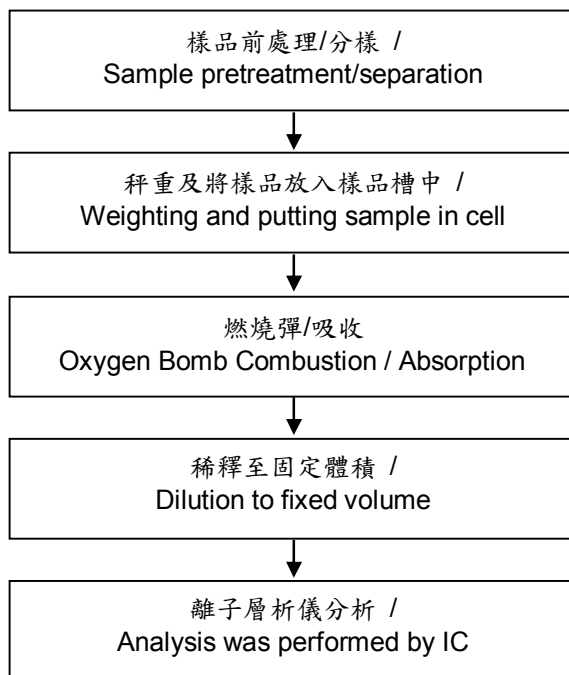 樣品前處理/分樣 /
Sample pretreatment/separation
秤重及將樣品放入樣品槽中 /
Weighting and putting sample in cell
燃燒彈/吸收
Oxygen Bomb Combustion / Absorption
稀釋至固定體積 /
Dilution to fixed volume
離子層析儀分析 /
Analysis was performed by IC